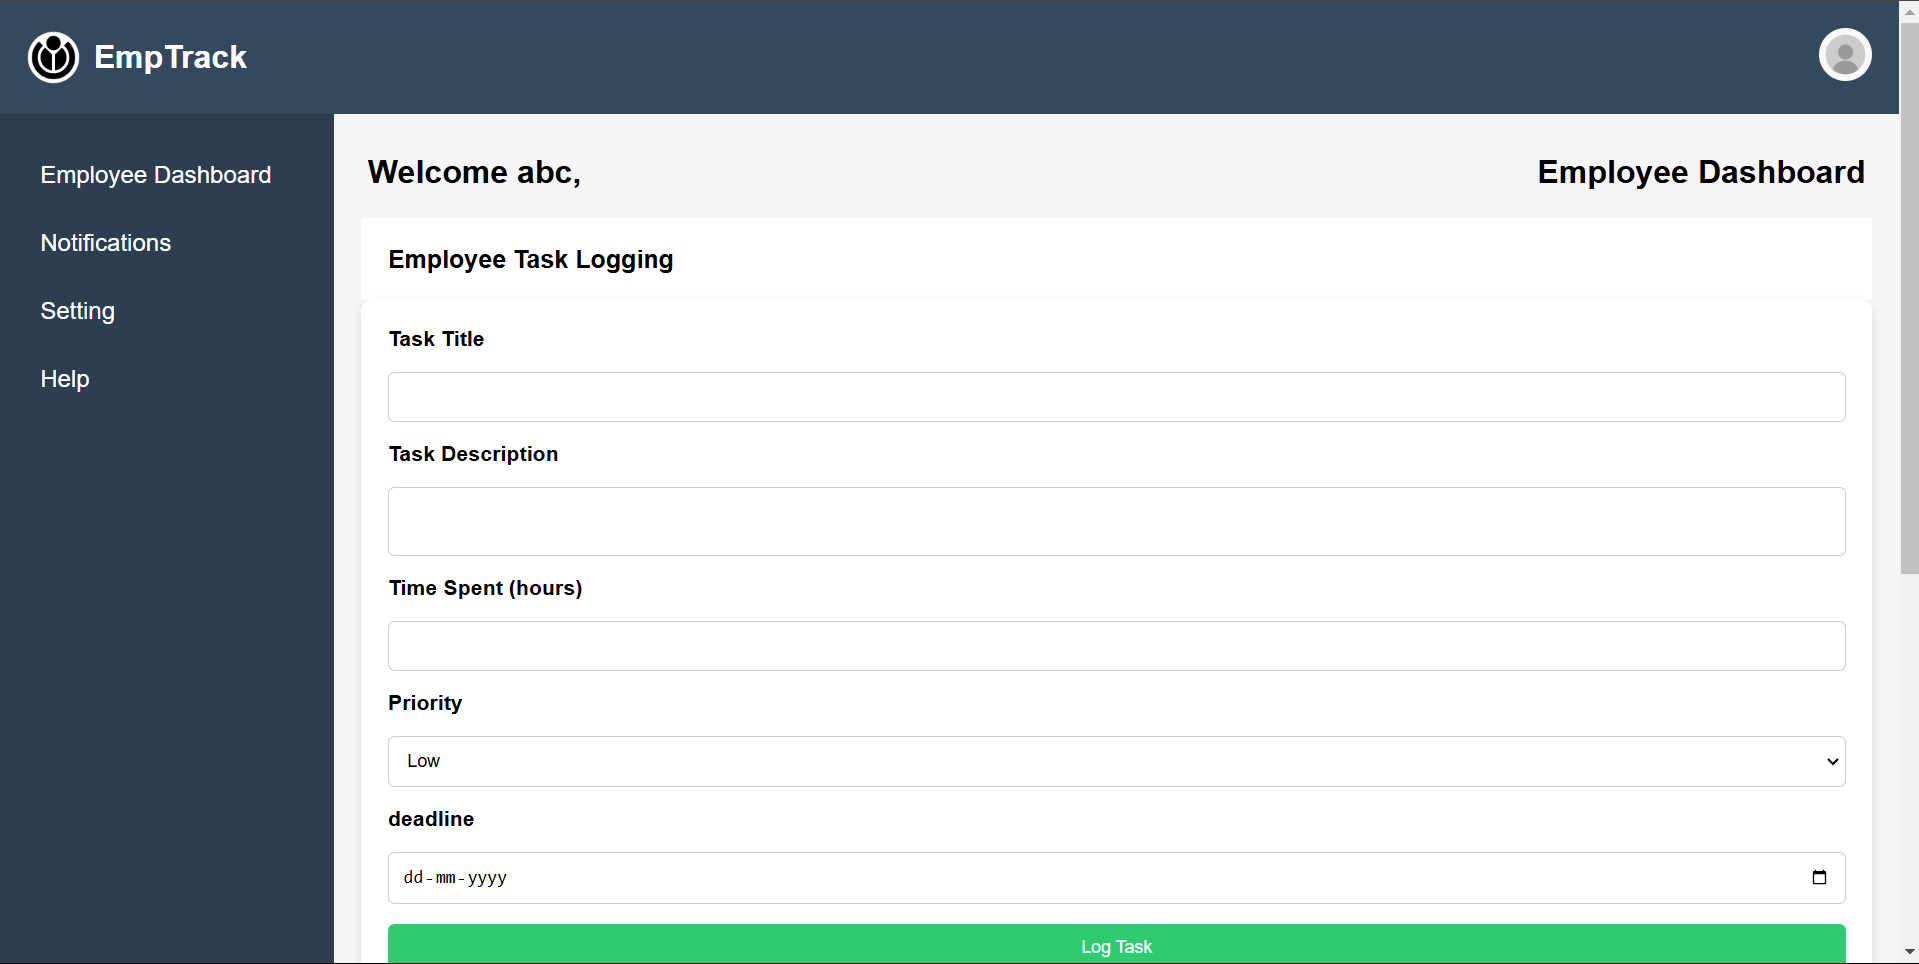 EmpTrack
Employee Dashboard
Notifications
Setting
Help
Welcome abc,
Employee Dashboard
Employee Task Logging
Task Title
Task Description
Time Spent (hours)
Priority
Low
deadline
dd-mm-yyyy
Log Task